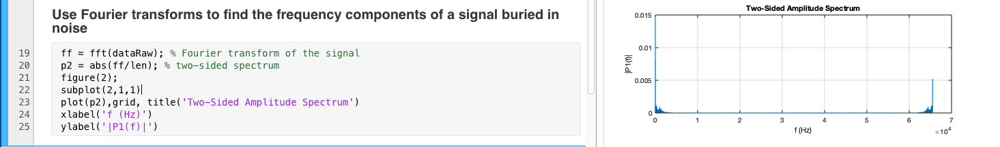 Use Fourier transforms to find the frequency components of a signal buried in
noise
19 ff = fft(dataRaw); % Fourier transform of the signal
20 p2 = abs(ff/len); % two-sided spectrum
21 figure(2);
22 subplot(2,1,1)
23 plot(p2),grid, title('Two-Sided Amplitude Spectrum')
24 xlabel('f (Hz)')
25 ylabel('|P1(f)|')
Two-Sided Amplitude Spectrum
0.015
0.01
0.005
0
|P1(f)|
0 1 2 3 4 5 6 7
f (Hz)
×10^4